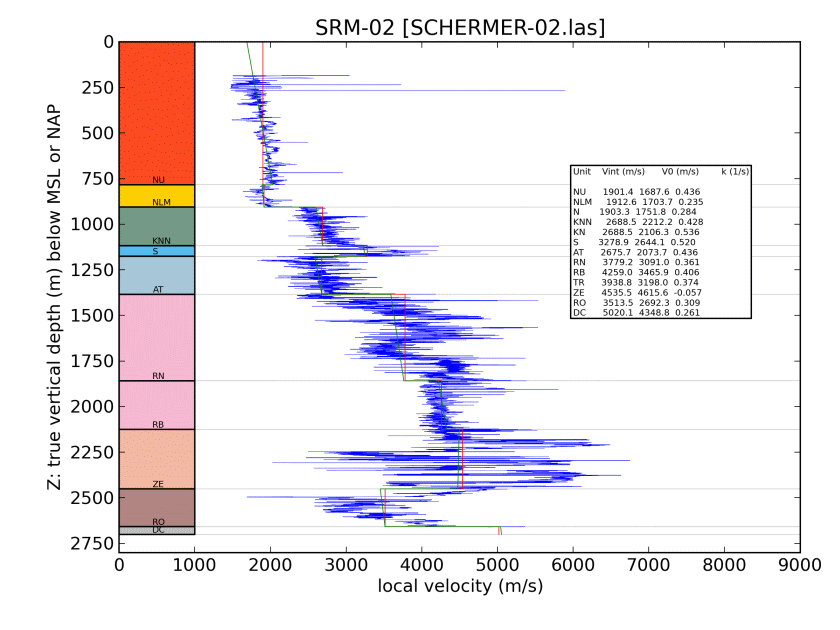 SRM-02 [SCHERMER-02.las]
Z: true vertical depth (m) below MSL or NAP
0
250
500
750
1000
1250
1500
1750
2000
2250
2500
2750
NU
NLM
KNN
S
AT
RN
RB
ZE
RO
DC
Unit Vint (m/s) V0 (m/s) k (1/s)
NU 1901.4 1687.6 0.436
NLM 1912.6 1703.7 0.235
N 1903.3 1751.8 0.284
KNN 2688.5 2212.2 0.428
KN 2688.5 2106.3 0.536
S 3278.9 2644.1 0.520
AT 2675.7 2073.7 0.436
RN 3779.2 3091.0 0.361
RB 4259.0 3465.9 0.406
TR 3938.8 3198.0 0.374
ZE 4535.5 4615.6 -0.057
RO 3513.5 2692.3 0.309
DC 5020.1 4348.8 0.261
0 1000 2000 3000 4000 5000 6000 7000 8000 9000
local velocity (m/s)